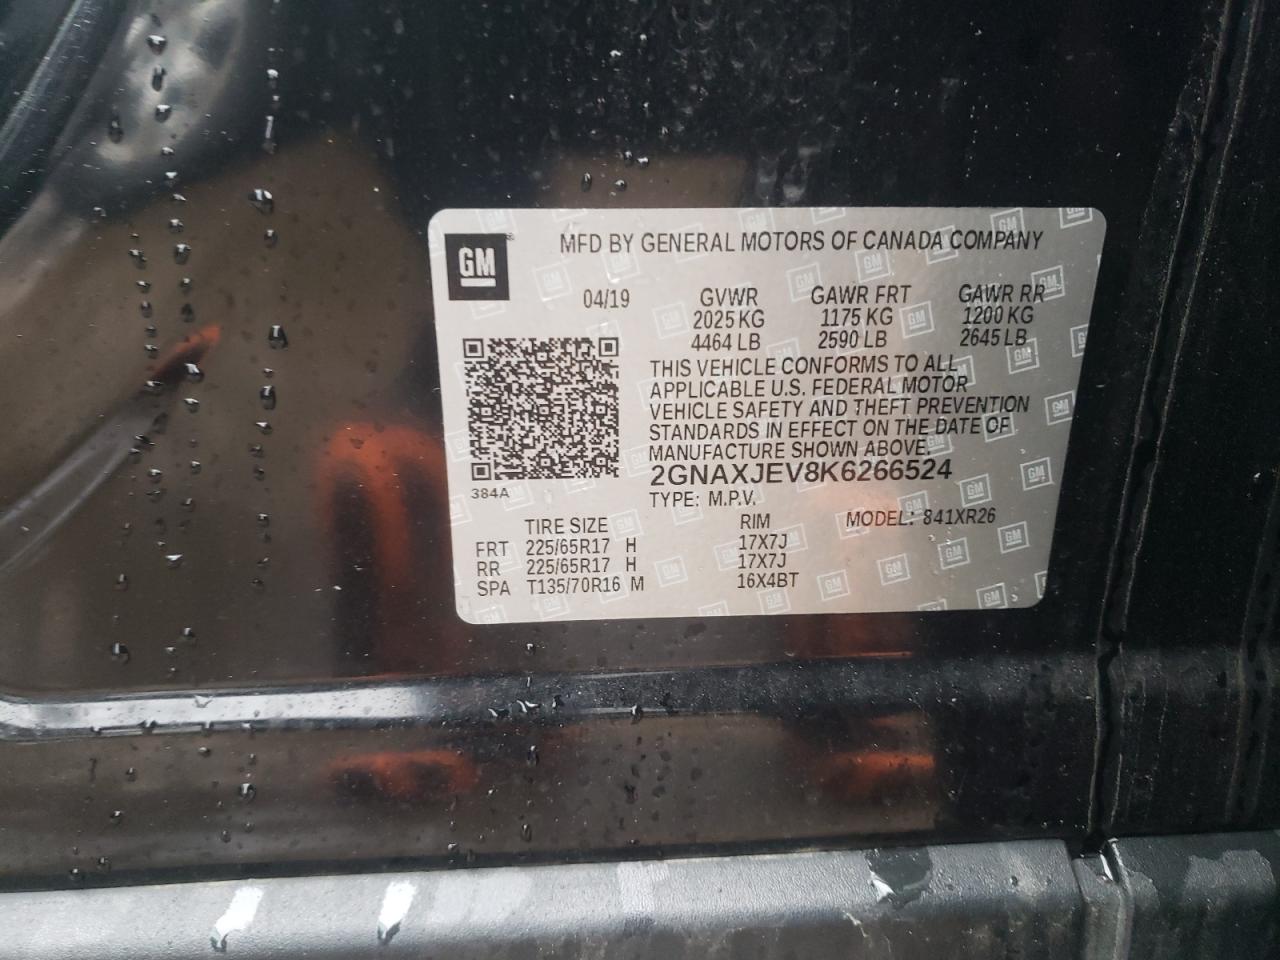 GM
MFD BY GENERAL MOTORS OF CANADA COMPANY
04/19 GVWR GAWR FRT GAWR RR
2025 KG 1175 KG 1200 KG
4464 LB 2590 LB 2645 LB
THIS VEHICLE CONFORMS TO ALL
APPLICABLE U.S. FEDERAL MOTOR
VEHICLE SAFETY AND THEFT PREVENTION
STANDARDS IN EFFECT ON THE DATE OF
MANUFACTURE SHOWN ABOVE.
2GNAXJEV8K6266524
384A
TYPE: M.P.V. MODEL: 841XR26
TIRE SIZE RIM
FRT 225/65R17 H 17X7J
RR 225/65R17 H 17X7J
SPA T135/70R16 M 16X4BT